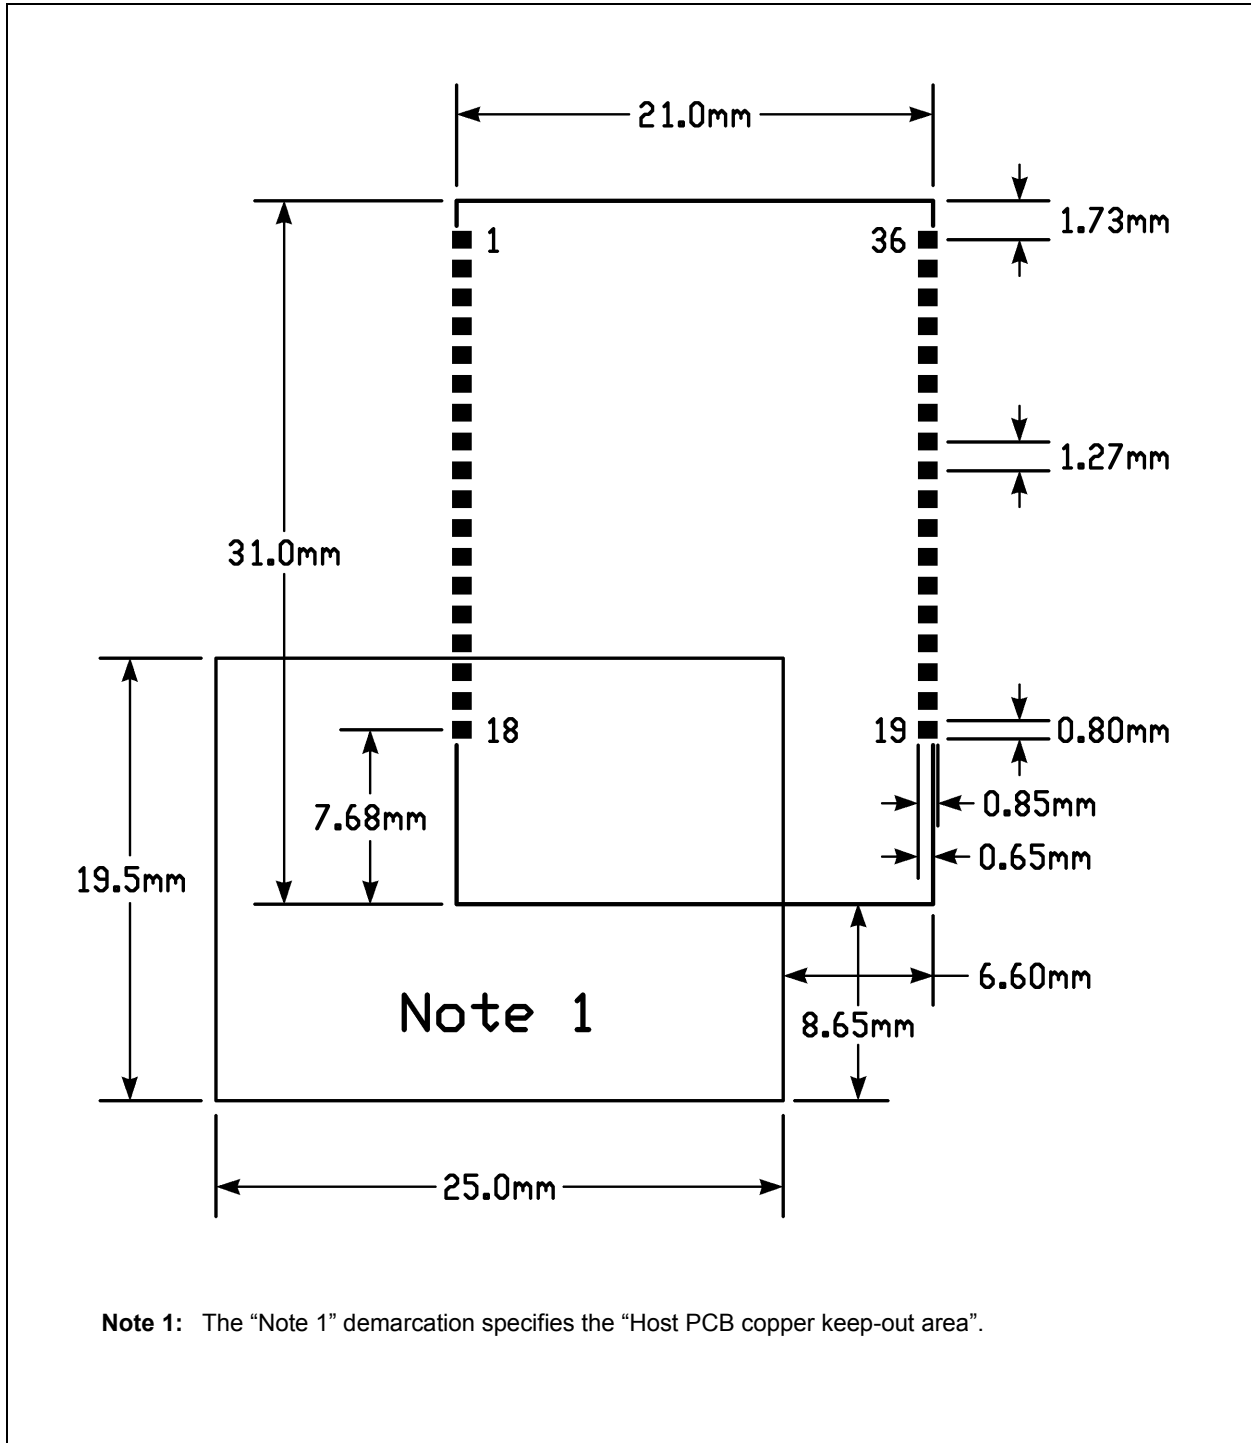 21.0mm
1.73mm
1
36
1.27mm
31.0mm
18
19
0.80mm
7.68mm
0.85mm
0.65mm
19.5mm
6.60mm
Note 1
8.65mm
25.0mm
Note 1: The “Note 1” demarcation specifies the “Host PCB copper keep-out area”.